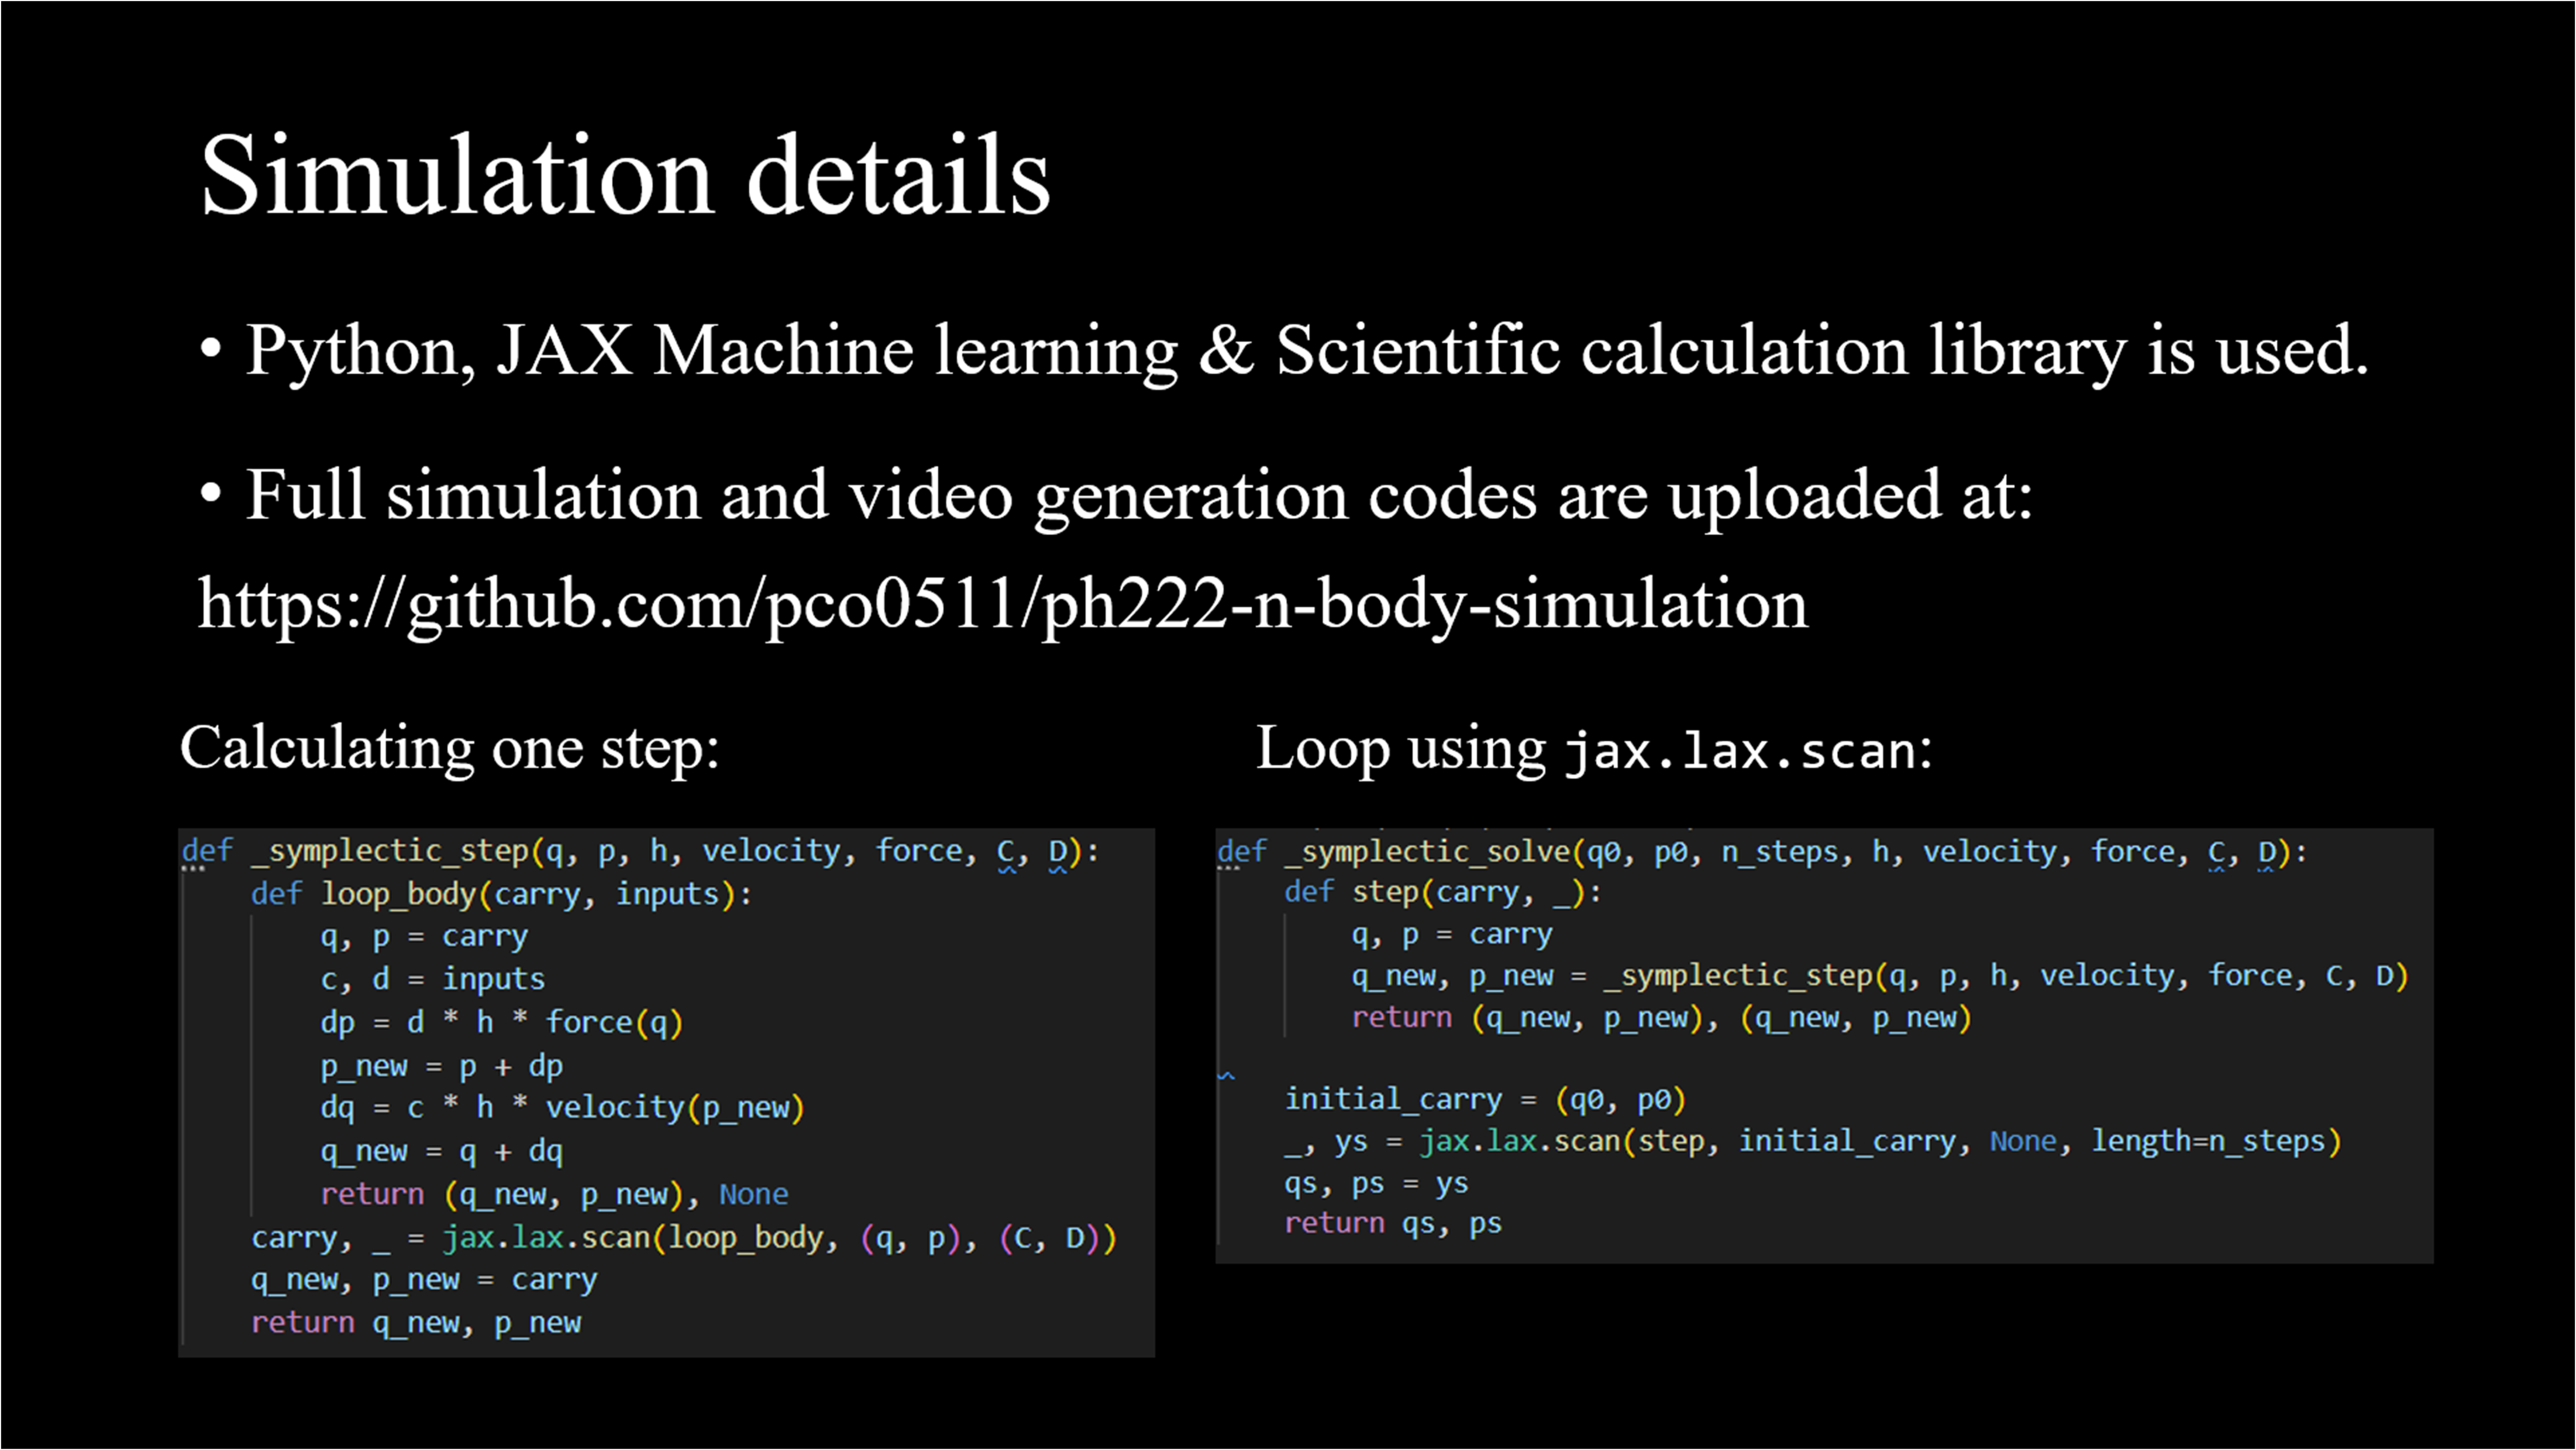 Simulation details
• Python, JAX Machine learning & Scientific calculation library is used.
• Full simulation and video generation codes are uploaded at:
https://github.com/pco0511/ph222-n-body-simulation
Calculating one step:
def _symplectic_step(q, p, h, velocity, force, C, D):
    def loop_body(carry, inputs):
        q, p = carry
        c, d = inputs
        dp = d * h * force(q)
        p_new = p + dp
        dq = c * h * velocity(p_new)
        q_new = q + dq
        return (q_new, p_new), None
    carry, _ = jax.lax.scan(loop_body, (q, p), (C, D))
    q_new, p_new = carry
    return q_new, p_new
Loop using jax.lax.scan:
def _symplectic_solve(q0, p0, n_steps, h, velocity, force, C, D):
    def step(carry, _):
        q, p = carry
        q_new, p_new = _symplectic_step(q, p, h, velocity, force, C, D)
        return (q_new, p_new), (q_new, p_new)
    initial_carry = (q0, p0)
    _, ys = jax.lax.scan(step, initial_carry, None, length=n_steps)
    qs, ps = ys
    return qs, ps